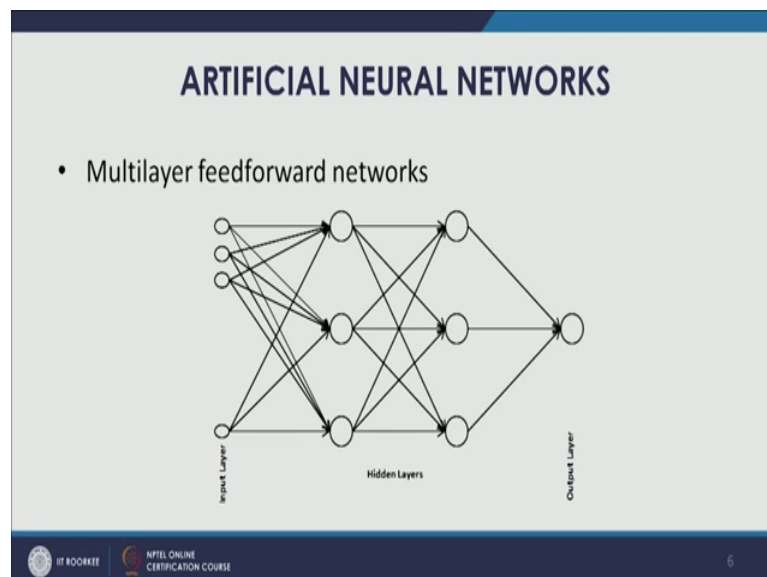 ARTIFICIAL NEURAL NETWORKS
• Multilayer feedforward networks
Input Layer
Hidden Layers
Output Layer
IIT ROORKEE
NPTEL ONLINE
CERTIFICATION COURSE
6